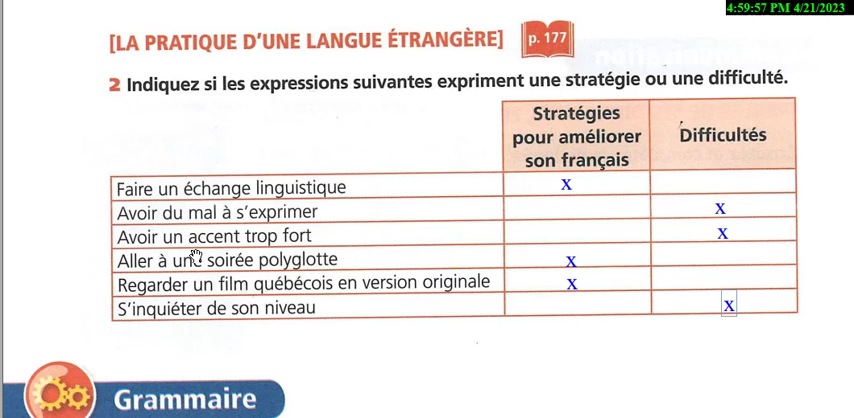 4:59:57 PM 4/21/2023
[LA PRATIQUE D'UNE LANGUE ÉTRANGÈRE] p. 177
2 Indiquez si les expressions suivantes expriment une stratégie ou une difficulté.
Stratégies
pour améliorer
son français
Difficultés
Faire un échange linguistique x
Avoir du mal à s'exprimer x
Avoir un accent trop fort x
Aller à une soirée polyglotte x
Regarder un film québécois en version originale x
S'inquiéter de son niveau x
Grammaire